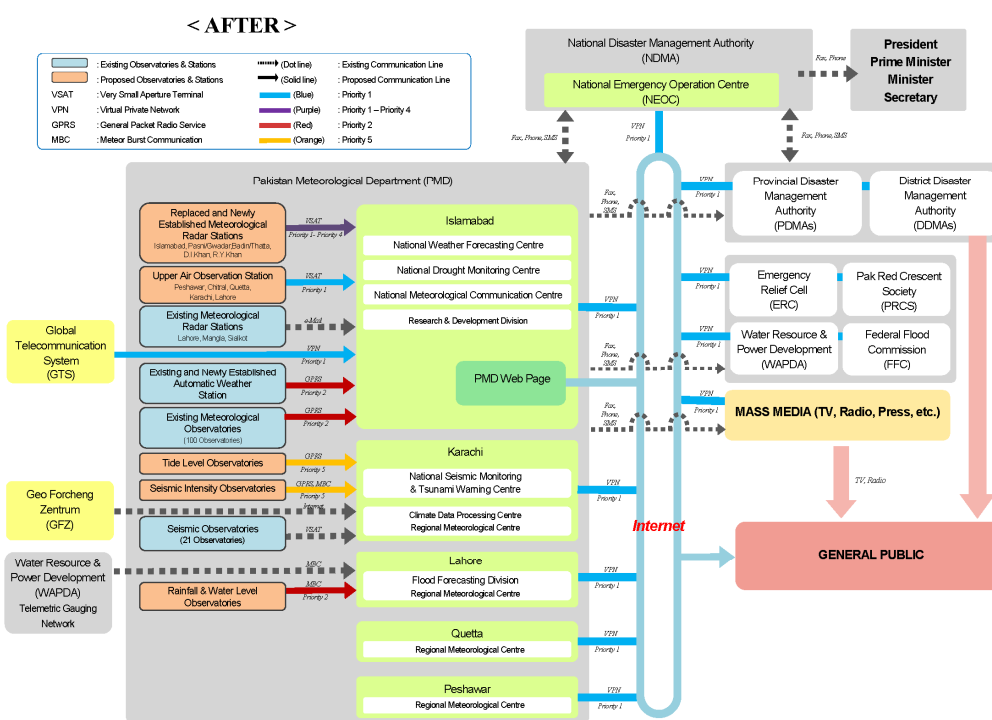 < AFTER >
: Existing Observatories & Stations
(Dot line)
: Existing Communication Line
: Proposed Observatories & Stations
(Solid line)
: Proposed Communication Line
VSAT
: Very Small Aperture Terminal
(Blue)
: Priority 1
VPN
: Virtual Private Network
(Purple)
: Priority 1 – Priority 4
GPRS
: General Packet Radio Service
(Red)
: Priority 2
MBC
: Meteor Burst Communication
(Orange)
: Priority 5
National Disaster Management Authority
(NDMA)
National Emergency Operation Centre
(NEOC)
Fax, Phone
President
Prime Minister
Minister
Secretary
Fax, Phone, SMS
VPN
Priority 1
Fax, Phone, SMS
Pakistan Meteorological Department (PMD)
Replaced and Newly
Established Meteorological
Radar Stations
Islamabad, Pasni/Gwadar,Badin/Thatta,
D.I.Khan, R.Y.Khan
VSAT
Priority 1- Priority 4
Upper Air Observation Station
Peshawar, Chitral, Quetta,
Karachi, Lahore
VSAT
Priority 1
Existing Meteorological
Radar Stations
Lahore, Mangla, Sialkot
e-Mail
Global
Telecommunication
System
(GTS)
VPN
Priority 1
Existing and Newly Established
Automatic Weather
Station
GPRS
Priority 2
Existing Meteorological
Observatories
(100 Observatories)
GPRS
Priority 2
Tide Level Observatories
GPRS
Priority 5
Seismic Intensity Observatories
GPRS, MBC
Priority 5
Geo Forcheng
Zentrum
(GFZ)
Internet
Seismic Observatories
(21 Observatories)
VSAT
Water Resource &
Power Development
(WAPDA)
Telemetric Gauging
Network
MBC
Rainfall & Water Level
Observatories
MBC
Priority 2
Islamabad
National Weather Forecasting Centre
National Drought Monitoring Centre
National Meteorological Communication Centre
Research & Development Division
PMD Web Page
VPN
Priority 1
Karachi
National Seismic Monitoring
& Tsunami Warning Centre
Climate Data Processing Centre
Regional Meteorological Centre
VPN
Priority 1
Lahore
Flood Forecasting Division
Regional Meteorological Centre
VPN
Priority 1
Quetta
Regional Meteorological Centre
VPN
Priority 1
Peshawar
Regional Meteorological Centre
VPN
Priority 1
Fax,
Phone,
SMS
Fax,
Phone,
SMS
Fax,
Phone,
SMS
Internet
VPN
Priority 1
Provincial Disaster
Management
Authority
(PDMAs)
District Disaster
Management
Authority
(DDMAs)
VPN
Priority 1
Emergency
Relief Cell
(ERC)
Pak Red Crescent
Society
(PRCS)
VPN
Priority 1
Water Resource &
Power Development
(WAPDA)
Federal Flood
Commission
(FFC)
VPN
Priority 1
MASS MEDIA (TV, Radio, Press, etc.)
TV, Radio
GENERAL PUBLIC